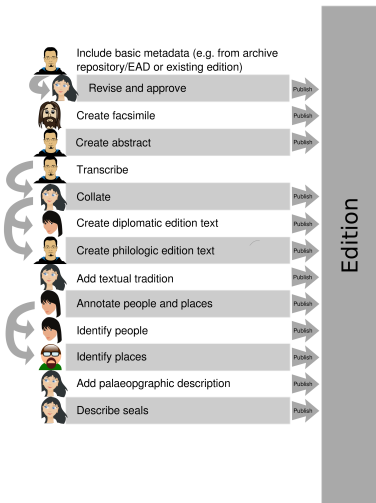 Include basic metadata (e.g. from archive
repository/EAD or existing edition)
Revise and approve
Publish
Create facsimile
Publish
Create abstract
Publish
Transcribe
Collate
Publish
Create diplomatic edition text
Publish
Create philologic edition text
Publish
Add textual tradition
Publish
Annotate people and places
Publish
Identify people
Publish
Identify places
Publish
Add palaeopgraphic description
Publish
Describe seals
Publish
Edition